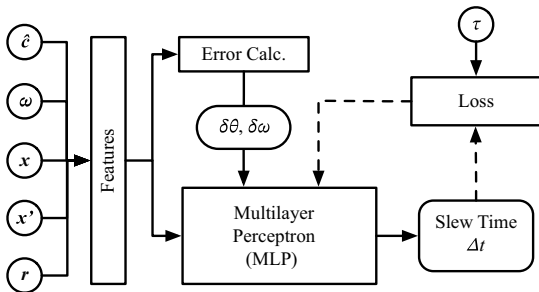 ĉ
ω
x
x'
r
Features
Error Calc.
δθ, δω
Multilayer
Perceptron
(MLP)
τ
Loss
Slew Time
Δt